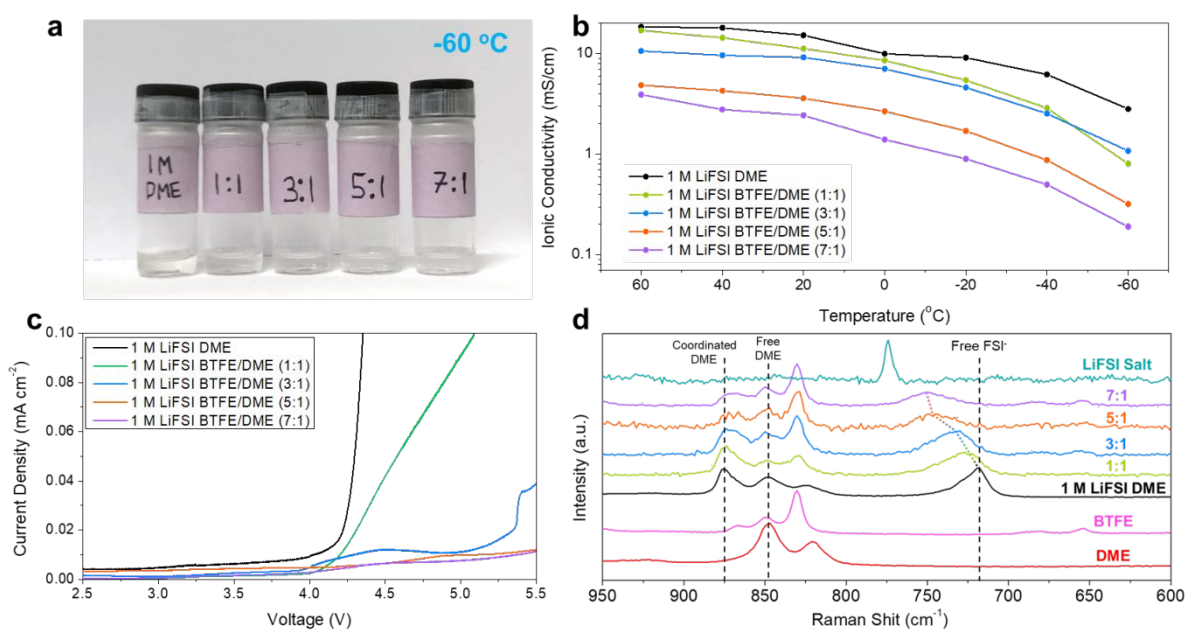 a
-60 °C
1M
DME
1:1
3:1
5:1
7:1
b
Ionic Conductivity (mS/cm)
10
1
0.1
1 M LiFSI DME
1 M LiFSI BTFE/DME (1:1)
1 M LiFSI BTFE/DME (3:1)
1 M LiFSI BTFE/DME (5:1)
1 M LiFSI BTFE/DME (7:1)
60 40 20 0 -20 -40 -60
Temperature (°C)
c
Current Density (mA cm-2)
0.10
0.08
0.06
0.04
0.02
0.00
1 M LiFSI DME
1 M LiFSI BTFE/DME (1:1)
1 M LiFSI BTFE/DME (3:1)
1 M LiFSI BTFE/DME (5:1)
1 M LiFSI BTFE/DME (7:1)
2.5 3.0 3.5 4.0 4.5 5.0 5.5
Voltage (V)
d
Intensity (a.u.)
Coordinated
DME
Free
DME
Free FSI-
LiFSI Salt
7:1
5:1
3:1
1:1
1 M LiFSI DME
BTFE
DME
950 900 850 800 750 700 650 600
Raman Shit (cm-1)